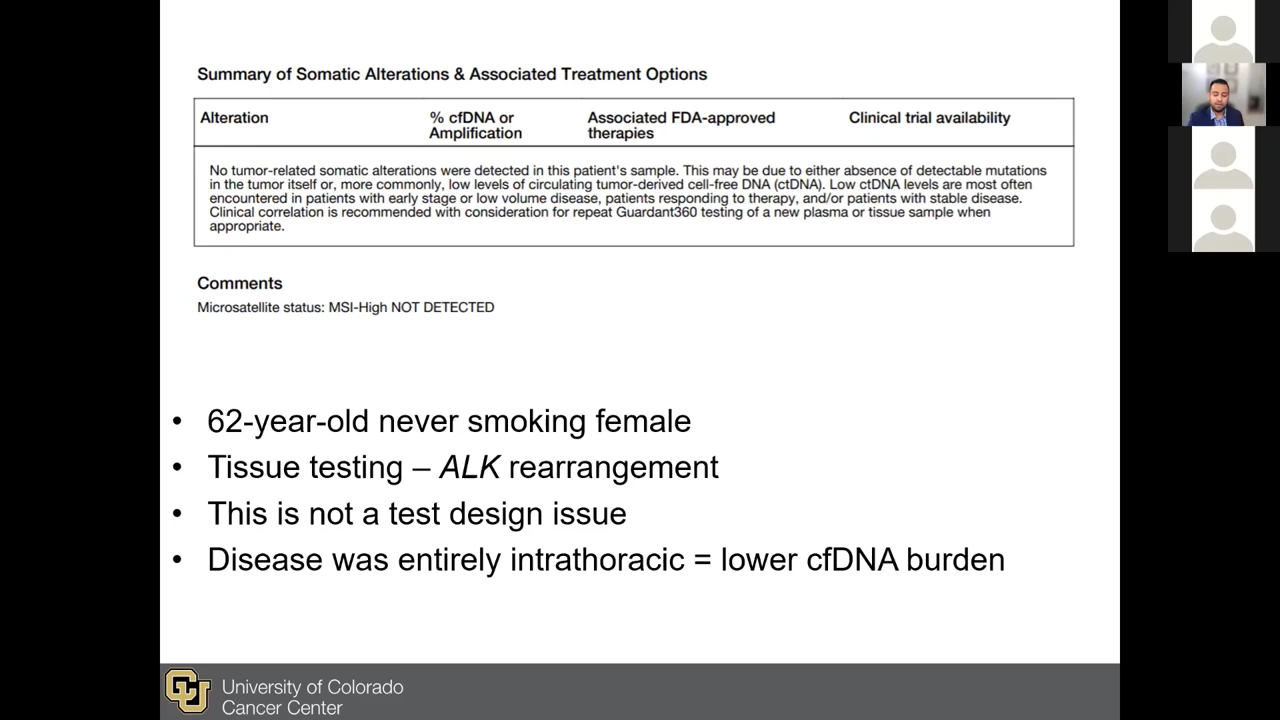 Summary of Somatic Alterations & Associated Treatment Options
Alteration
% cfDNA or
Amplification
Associated FDA-approved
therapies
Clinical trial availability
No tumor-related somatic alterations were detected in this patient's sample. This may be due to either absence of detectable mutations
in the tumor itself or, more commonly, low levels of circulating tumor-derived cell-free DNA (ctDNA). Low ctDNA levels are most often
encountered in patients with early stage or low volume disease, patients responding to therapy, and/or patients with stable disease.
Clinical correlation is recommended with consideration for repeat Guardant360 testing of a new plasma or tissue sample when
appropriate.
Comments
Microsatellite status: MSI-High NOT DETECTED
• 62-year-old never smoking female
• Tissue testing – ALK rearrangement
• This is not a test design issue
• Disease was entirely intrathoracic = lower cfDNA burden
CU
University of Colorado
Cancer Center